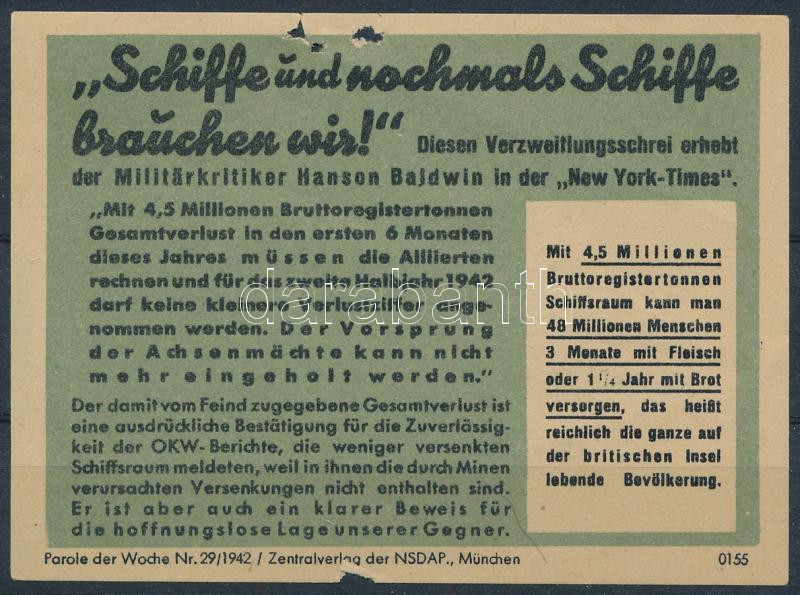 „Schiffe und nochmals Schiffe
brauchen wir!“ Diesen Verzweiflungsschrei erhebt
der Militärkritiker Hanson Baldwin in der „New York-Times“.
„Mit 4,5 Millionen Bruttoregistertonnen
Gesamtverlust in den ersten 6 Monaten
dieses Jahres müssen die Alliierten
rechnen und für das zweite Halbjahr 1942
darf keine kleinere Verlustziffer ange-
nommen werden. Der Vorsprung
der Achsenmächte kann nicht
mehr eingeholt werden.“
Der damit vom Feind zugegebene Gesamtverlust ist
eine ausdrückliche Bestätigung für die Zuverlässig-
keit der OKW-Berichte, die weniger versenkten
Schiffsraum meldeten, weil in ihnen die durch Minen
verursachten Versenkungen nicht enthalten sind.
Er ist aber auch ein klarer Beweis für
die hoffnungslose Lage unserer Gegner.
Mit 4,5 Millionen
Bruttoregistertonnen
Schiffsraum kann man
48 Millionen Menschen
3 Monate mit Fleisch
oder 1 1/4 Jahr mit Brot
versorgen, das heißt
reichlich die ganze auf
der britischen Insel
lebende Bevölkerung.
darabanth
Parole der Woche Nr. 29/1942 / Zentralverlag der NSDAP., München 0155